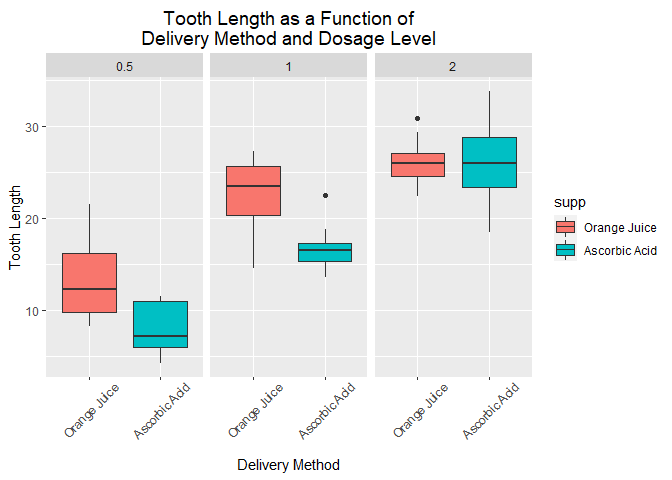 Tooth Length as a Function of
Delivery Method and Dosage Level
0.5 1 2
30
20
10
Tooth Length
Orange Juice Ascorbic Acid Orange Juice Ascorbic Acid Orange Juice Ascorbic Acid
Delivery Method
supp
Orange Juice
Ascorbic Acid